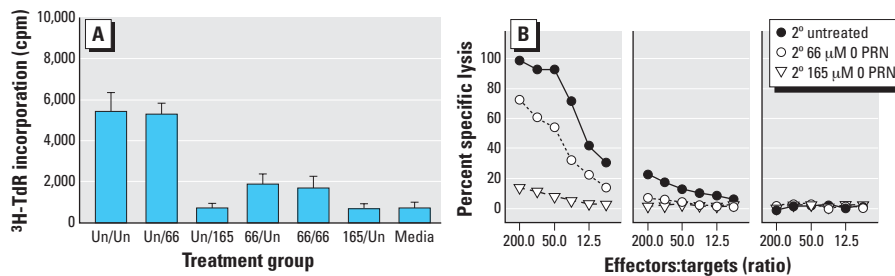 A
³H-TdR incorporation (cpm)
10,000
8,000
6,000
4,000
2,000
0
Un/Un Un/66 Un/165 66/Un 66/66 165/Un Media
Treatment group
B
Percent specific lysis
100
80
60
40
20
0
2° untreated
2° 66 μM 0 PRN
2° 165 μM 0 PRN
200.0 50.0 12.5 200.0 50.0 12.5 200.0 50.0 12.5
Effectors:targets (ratio)